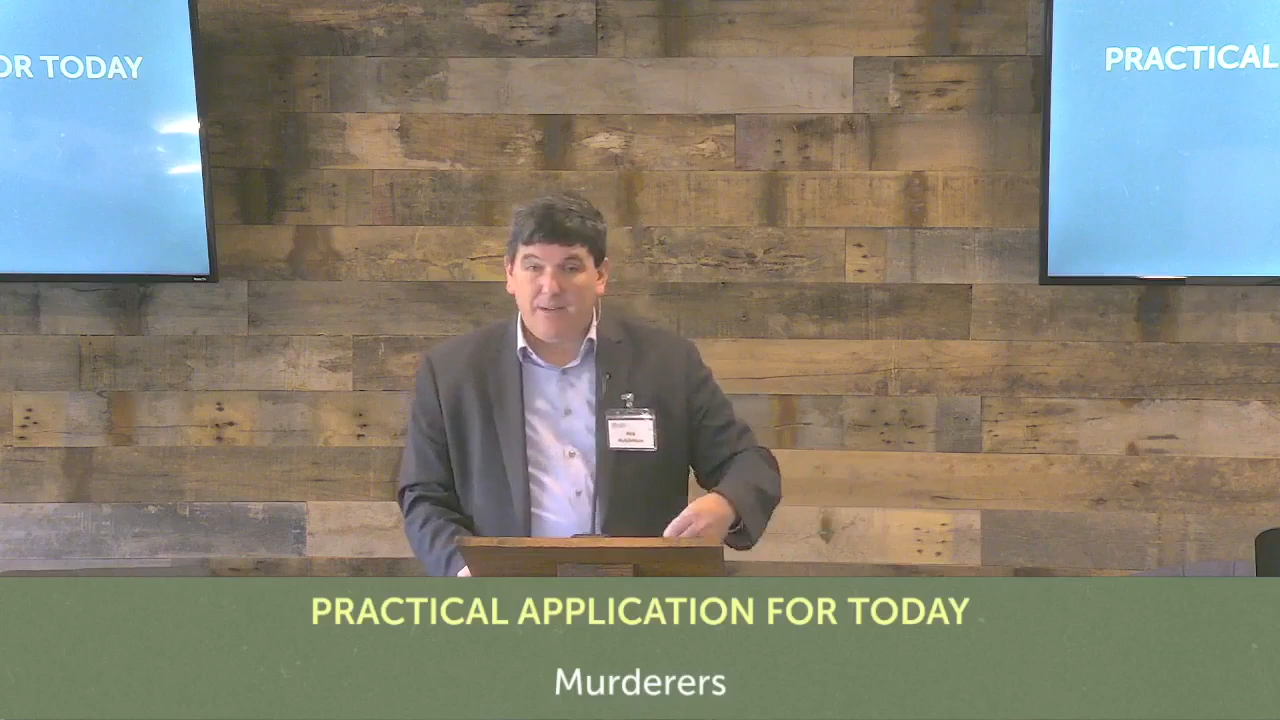 OR TODAY
PRACTICAL
PRACTICAL APPLICATION FOR TODAY
Murderers